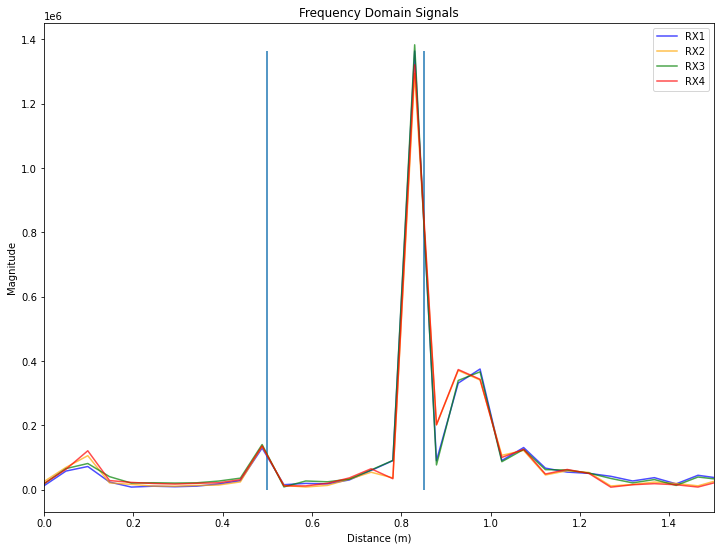 Frequency Domain Signals
1e6
RX1
RX2
RX3
RX4
Magnitude
1.4
1.2
1.0
0.8
0.6
0.4
0.2
0.0
0.0 0.2 0.4 0.6 0.8 1.0 1.2 1.4
Distance (m)